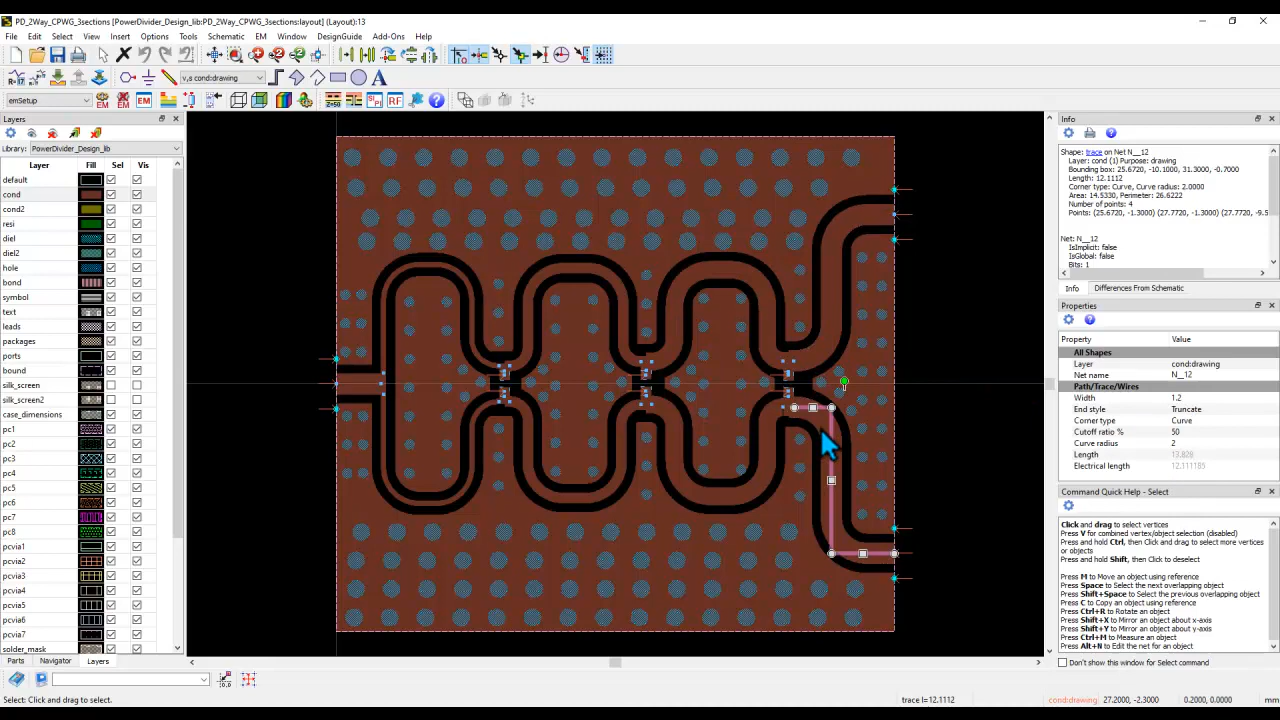 PD_2Way_CPWG_3sections [PowerDivider_Design_lib:PD_2Way_CPWG_3sections:layout] (Layout):13
File Edit Select View Insert Options Tools Schematic EM Window DesignGuide Add-Ons Help
v,s cond:drawing
emSetup
EM EM EM RF
Layers
Library: PowerDivider_Design_lib
Layer Fill Sel Vis
default
cond
cond2
resi
diel
diel2
hole
bond
symbol
text
leads
packages
ports
bound
silk_screen
silk_screen2
case_dimensions
pc1
pc2
pc3
pc4
pc5
pc6
pc7
pc8
pcvia1
pcvia2
pcvia3
pcvia4
pcvia5
pcvia6
pcvia7
solder_mask
Parts Navigator Layers
Info
Shape: trace on Net N__12
Layer: cond (1) Purpose: drawing
Bounding box: 25.6720, -10.1000, 31.3000, -0.7000
Length: 12.1112
Corner type: Curve, Curve radius: 2.0000
Area: 14.5330, Perimeter: 26.6222
Number of points: 4
Points: (25.6720, -1.3000) (27.7720, -1.3000) (27.7720, -9.5
Net: N__12
IsImplicit: false
IsGlobal: false
Bits: 1
Info Differences From Schematic
Properties
Property Value
All Shapes
Layer cond:drawing
Net name N__12
Path/Trace/Wires
Width 1.2
End style Truncate
Corner type Curve
Cutoff ratio % 50
Curve radius 2
Length 13.828
Electrical length 12.111185
Command Quick Help - Select
Click and drag to select vertices
Press V for combined vertex/object selection (disabled)
Press and hold Ctrl, then Click and drag to select more vertices
or objects
Press and hold Shift, then Click to deselect
Press M to Move an object using reference
Press Space to Select the next overlapping object
Press Shift+Space to Select the previous overlapping object
Press C to Copy an object using reference
Press Ctrl+R to Rotate an object
Press Shift+X to Mirror an object about x-axis
Press Shift+Y to Mirror an object about y-axis
Press Ctrl+M to Measure an object
Press Alt+N to Edit the net for an object
Don't show this window for Select command
Select: Click and drag to select.
trace l=12.1112 cond:drawing 27.2000, -2.3000 0.2000, 0.0000 mm